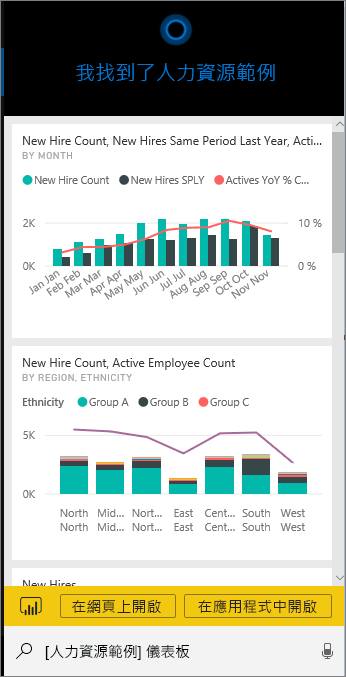 我找到了人力資源範例
New Hire Count, New Hires Same Period Last Year, Acti...
BY MONTH
New Hire Count New Hires SPLY Actives YoY % C...
2K 10 %
0K 0 %
Jan Jan Feb Feb Mar Mar Apr Apr May May Jun Jun Jul Jul Aug Aug Sep Sep Oct Oct Nov Nov
New Hire Count, Active Employee Count
BY REGION, ETHNICITY
Ethnicity Group A Group B Group C
5K
0K
North Mid... Nort... East Cent... South West
North Mid... Nort... East Cent... South West
New Hires
在網頁上開啟 在應用程式中開啟
[人力資源範例] 儀表板